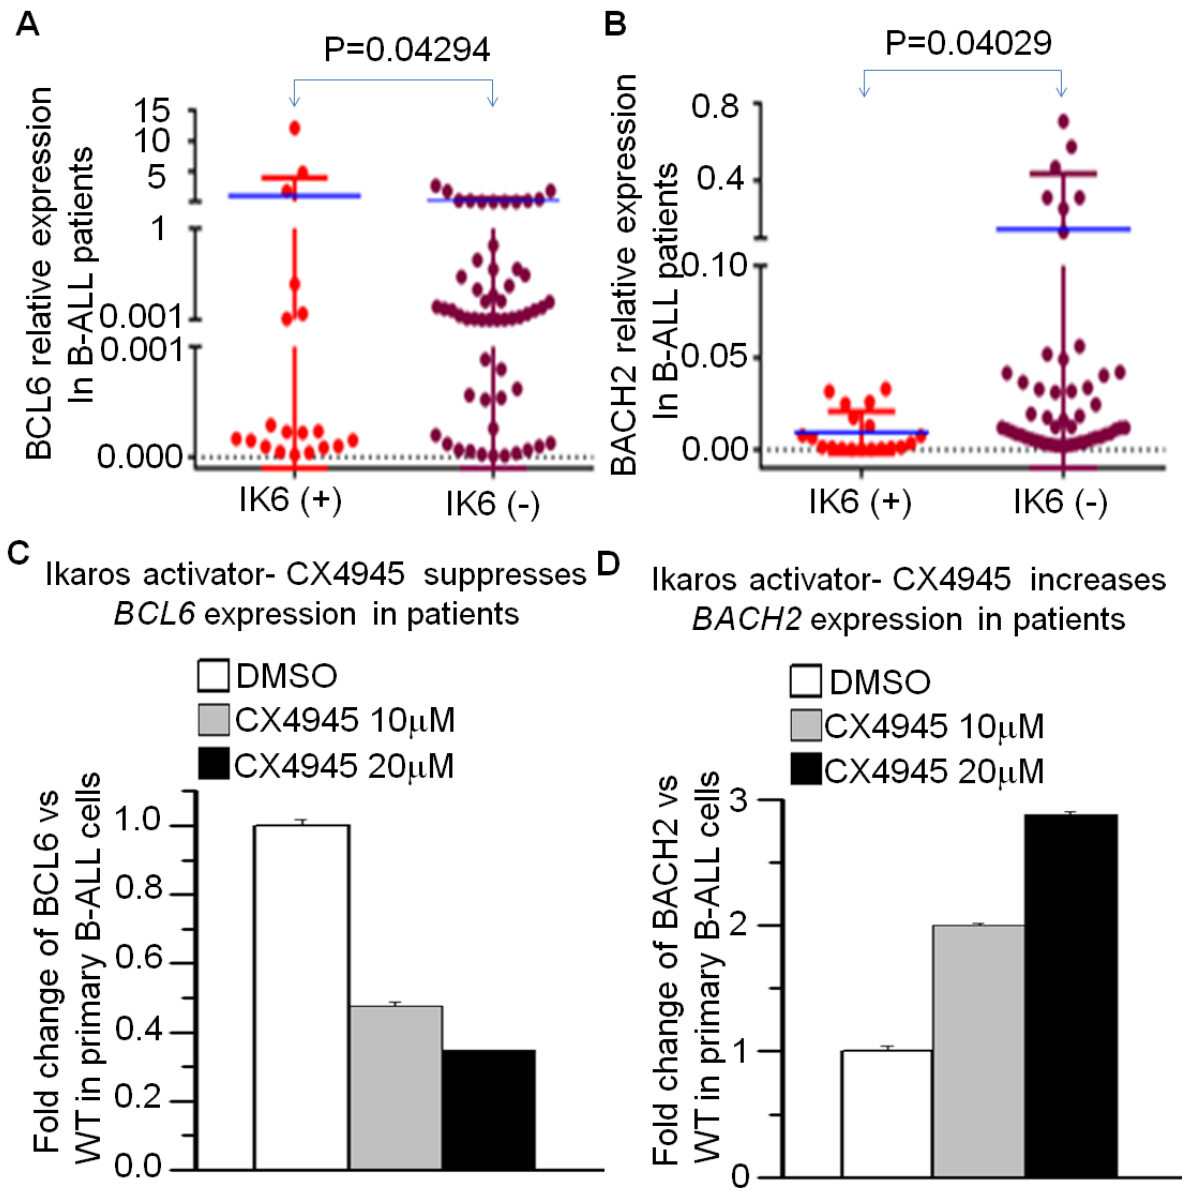 A
P=0.04294
BCL6 relative expression
In B-ALL patients
15
10
5
1
0.001
0.001
0.000
IK6 (+)
IK6 (-)
B
P=0.04029
BACH2 relative expression
In B-ALL patients
0.8
0.4
0.10
0.05
0.00
IK6 (+)
IK6 (-)
C
Ikaros activator- CX4945 suppresses
BCL6 expression in patients
DMSO
CX4945 10μM
CX4945 20μM
Fold change of BCL6 vs
WT in primary B-ALL cells
1.0
0.8
0.6
0.4
0.2
0.0
D
Ikaros activator- CX4945 increases
BACH2 expression in patients
DMSO
CX4945 10μM
CX4945 20μM
Fold change of BACH2 vs
WT in primary B-ALL cells
3
2
1
0